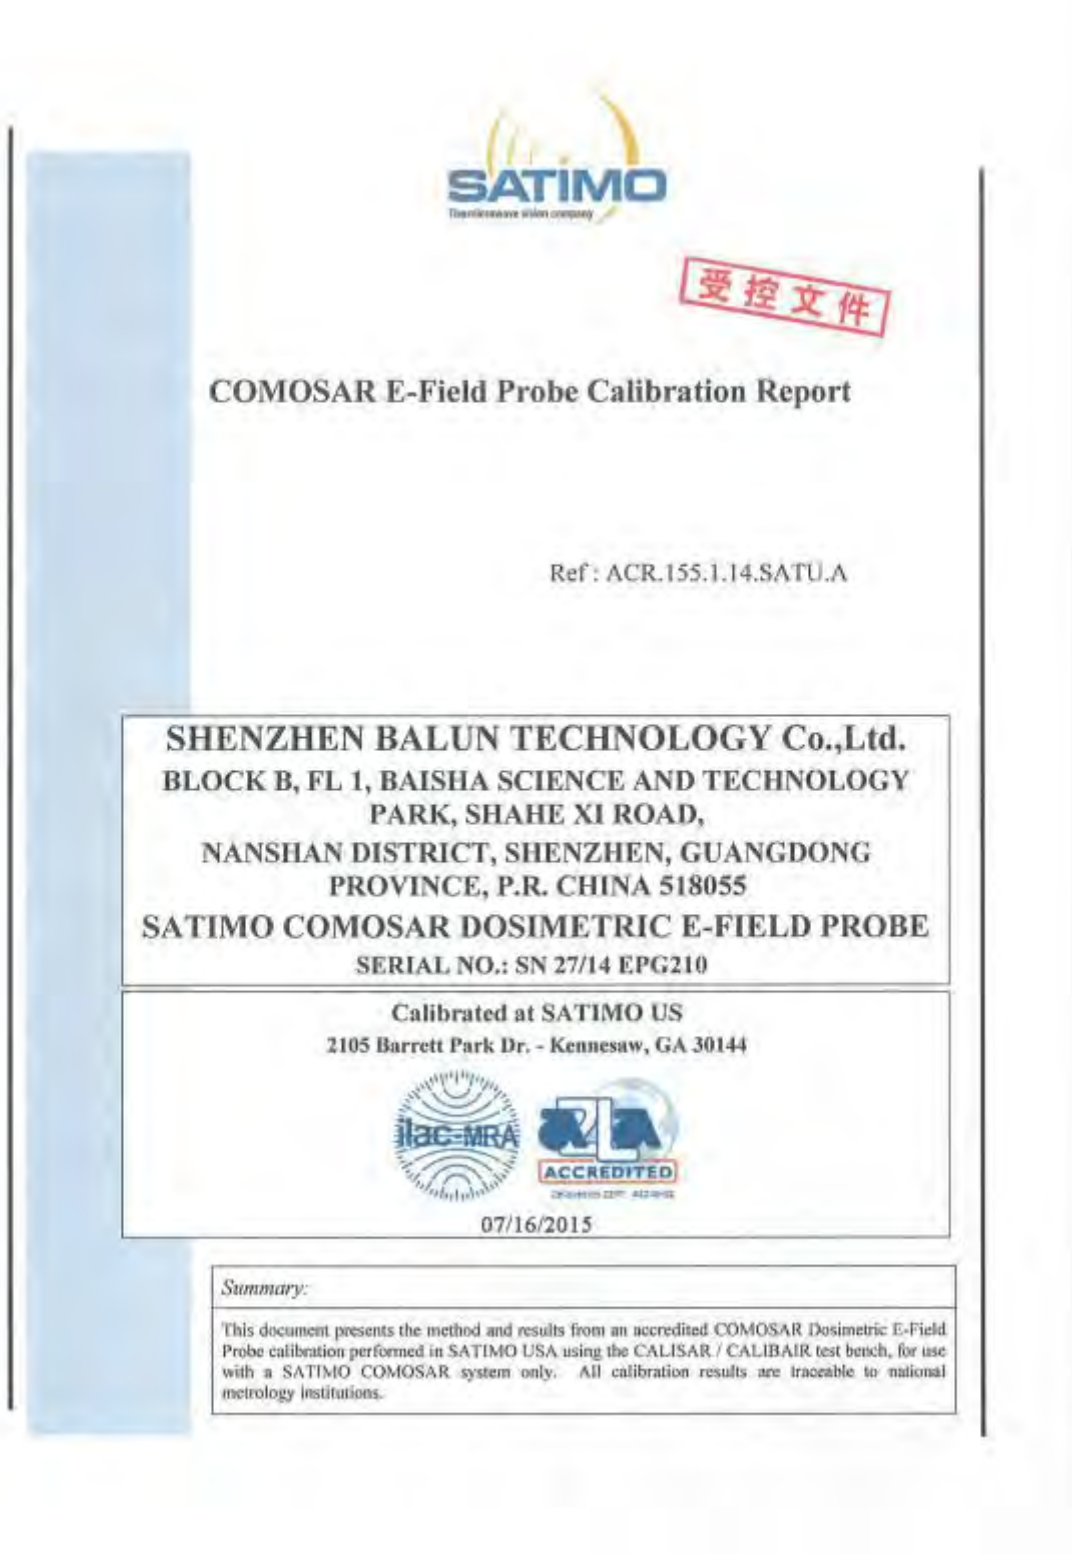 SATIMO
The microwave vision company
受控文件
COMOSAR E-Field Probe Calibration Report
Ref : ACR.155.1.14.SATU.A
SHENZHEN BALUN TECHNOLOGY Co.,Ltd.
BLOCK B, FL 1, BAISHA SCIENCE AND TECHNOLOGY
PARK, SHAHE XI ROAD,
NANSHAN DISTRICT, SHENZHEN, GUANGDONG
PROVINCE, P.R. CHINA 518055
SATIMO COMOSAR DOSIMETRIC E-FIELD PROBE
SERIAL NO.: SN 27/14 EPG210
Calibrated at SATIMO US
2105 Barrett Park Dr. - Kennesaw, GA 30144
ilac-MRA
A2LA
ACCREDITED
07/16/2015
Summary:
This document presents the method and results from an accredited COMOSAR Dosimetric E-Field
Probe calibration performed in SATIMO USA using the CALISAR / CALIBAIR test bench, for use
with a SATIMO COMOSAR system only. All calibration results are traceable to national
metrology institutions.